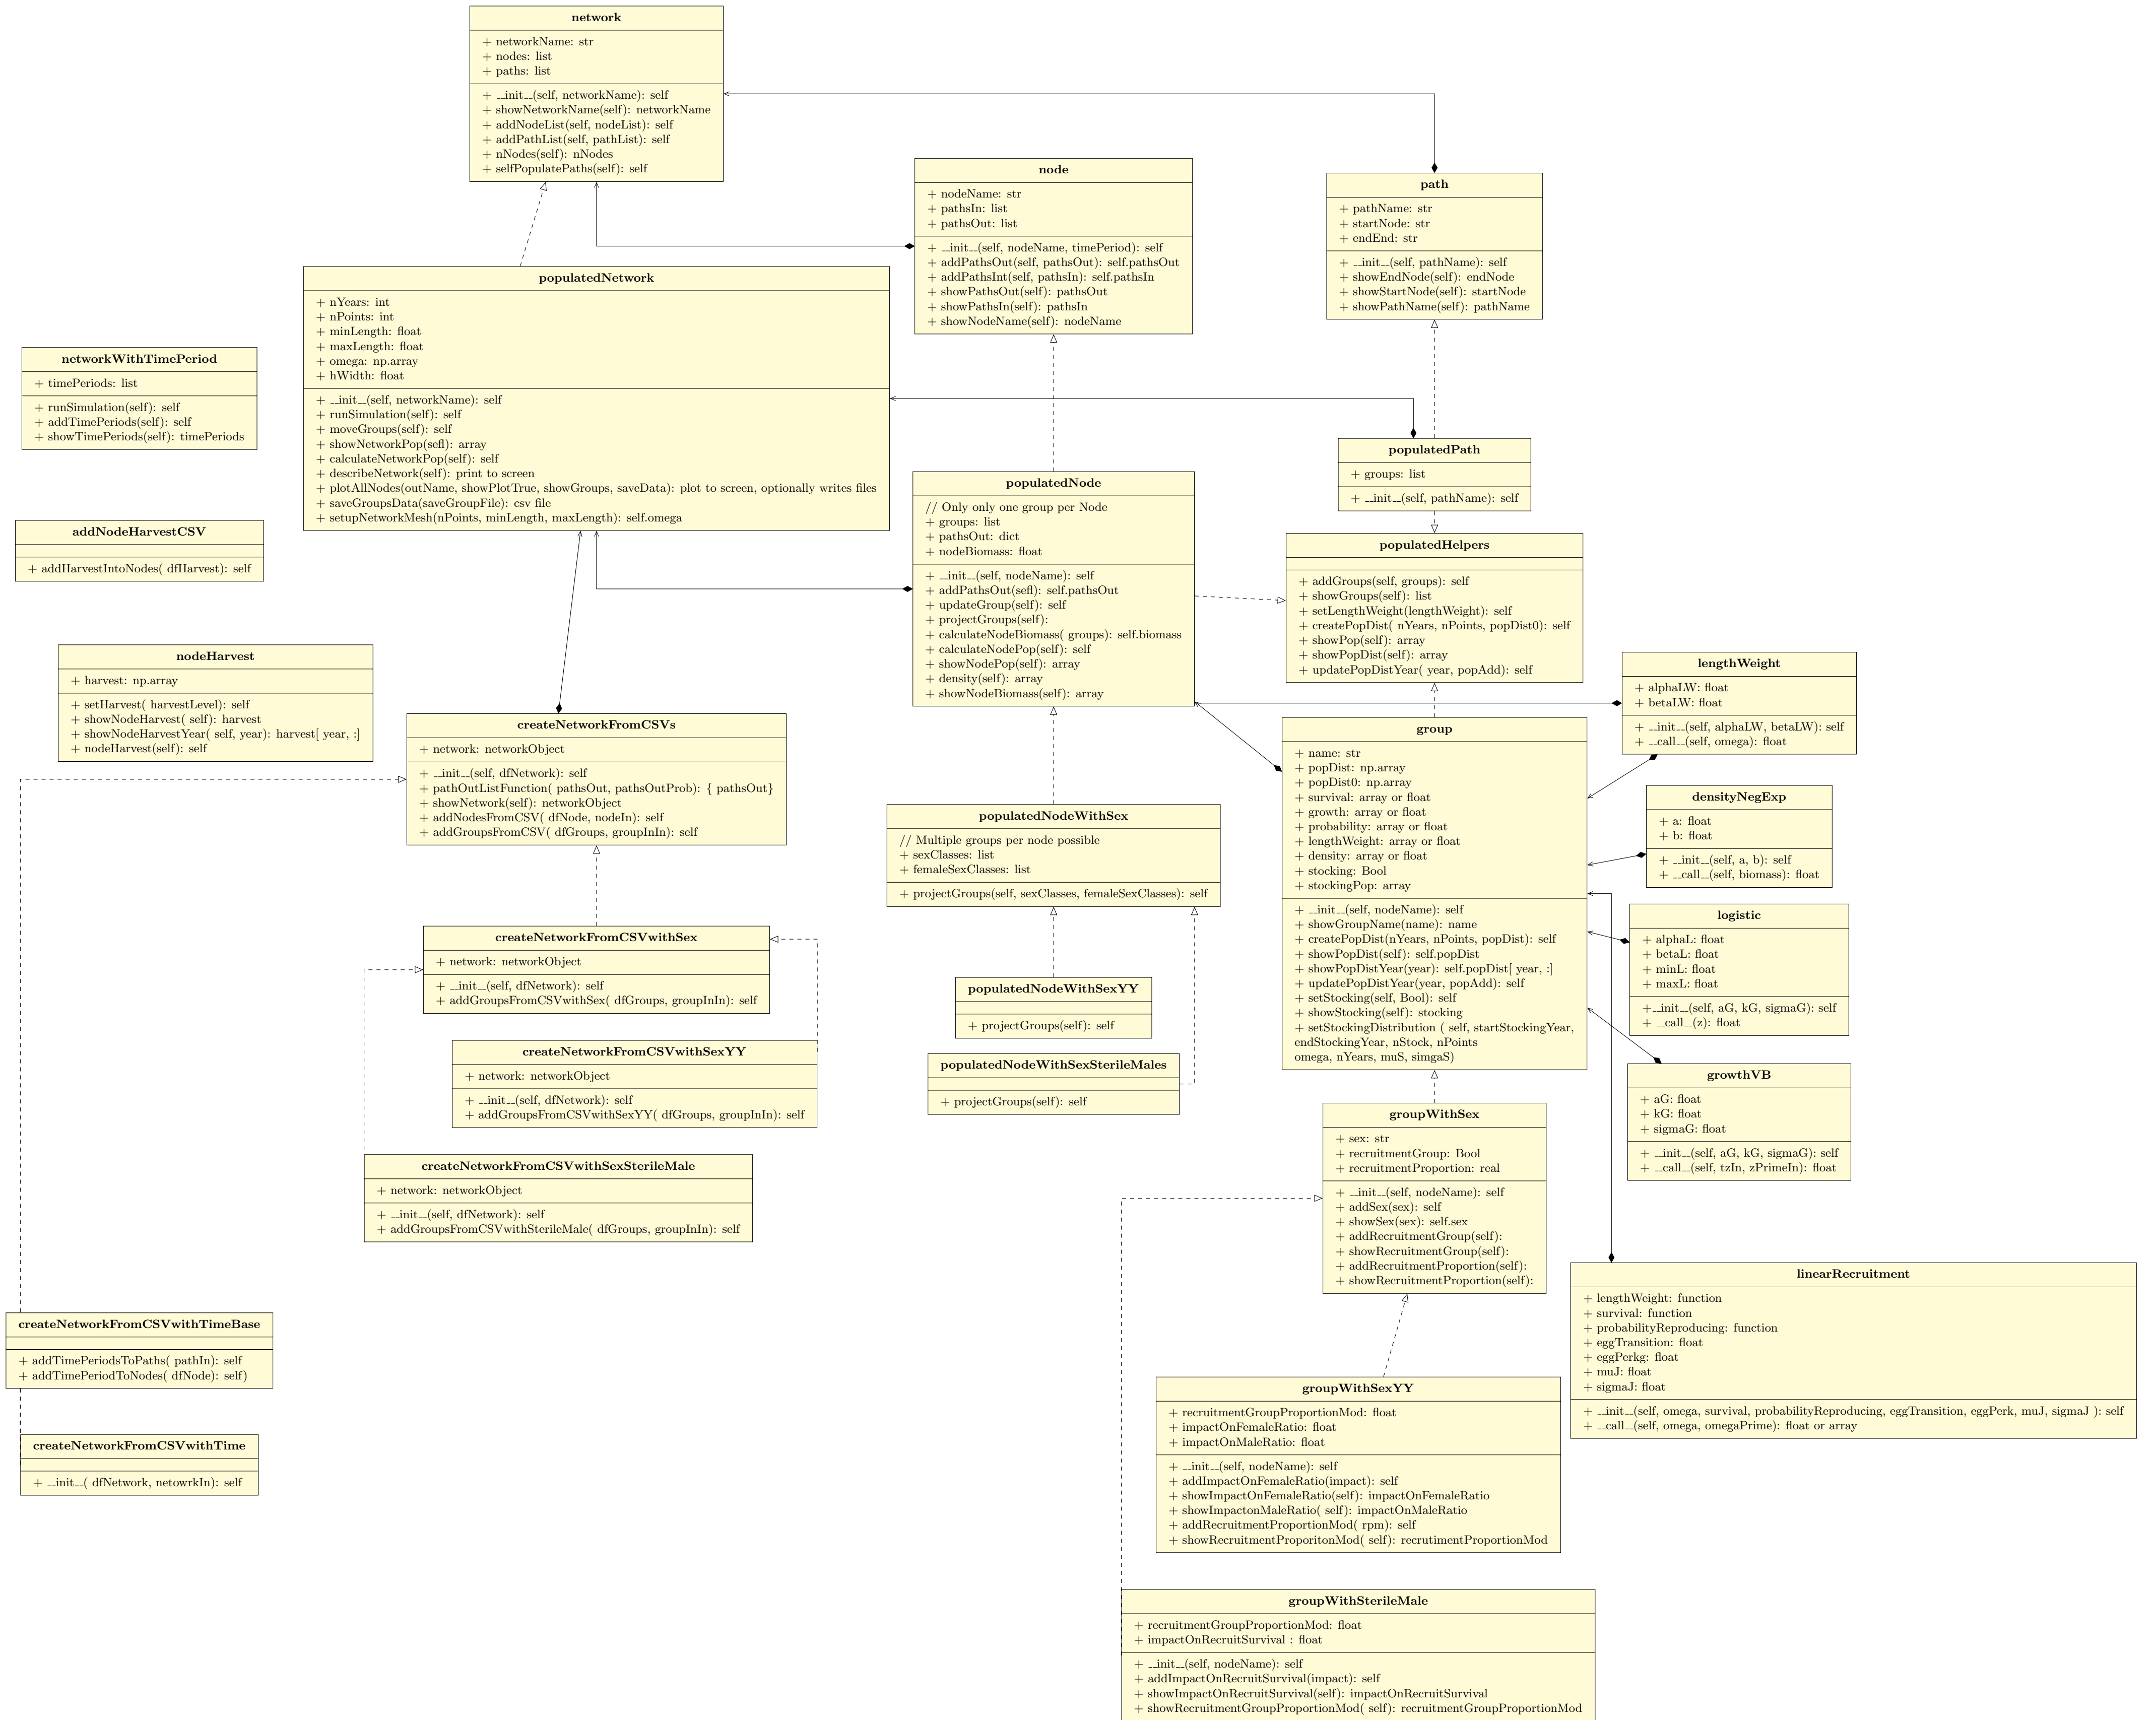 network
+ networkName: str
+ nodes: list
+ paths: list
+ __init__(self, networkName): self
+ showNetworkName(self): networkName
+ addNodeList(self, nodeList): self
+ addPathList(self, pathList): self
+ nNodes(self): nNodes
+ selfPopulatePaths(self): self
node
+ nodeName: str
+ pathsIn: list
+ pathsOut: list
+ __init__(self, nodeName, timePeriod): self
+ addPathsOut(self, pathsOut): self.pathsOut
+ addPathsInt(self, pathsIn): self.pathsIn
+ showPathsOut(self): pathsOut
+ showPathsIn(self): pathsIn
+ showNodeName(self): nodeName
path
+ pathName: str
+ startNode: str
+ endEnd: str
+ __init__(self, pathName): self
+ showEndNode(self): endNode
+ showStartNode(self): startNode
+ showPathName(self): pathName
populatedNetwork
+ nYears: int
+ nPoints: int
+ minLength: float
+ maxLength: float
+ omega: np.array
+ hWidth: float
+ __init__(self, networkName): self
+ runSimulation(self): self
+ moveGroups(self): self
+ showNetworkPop(sefl): array
+ calculateNetworkPop(self): self
+ describeNetwork(self): print to screen
+ plotAllNodes(outName, showPlotTrue, showGroups, saveData): plot to screen, optionally writes files
+ saveGroupsData(saveGroupFile): csv file
+ setupNetworkMesh(nPoints, minLength, maxLength): self.omega
networkWithTimePeriod
+ timePeriods: list
+ runSimulation(self): self
+ addTimePeriods(self): self
+ showTimePeriods(self): timePeriods
populatedPath
+ groups: list
+ __init__(self, pathName): self
populatedNode
// Only only one group per Node
+ groups: list
+ pathsOut: dict
+ nodeBiomass: float
+ __init__(self, nodeName): self
+ addPathsOut(sefl): self.pathsOut
+ updateGroup(self): self
+ projectGroups(self):
+ calculateNodeBiomass( groups): self.biomass
+ calculateNodePop(self): self
+ showNodePop(self): array
+ density(self): array
+ showNodeBiomass(self): array
addNodeHarvestCSV
+ addHarvestIntoNodes( dfHarvest): self
populatedHelpers
+ addGroups(self, groups): self
+ showGroups(self): list
+ setLengthWeight(lengthWeight): self
+ createPopDist( nYears, nPoints, popDist0): self
+ showPop(self): array
+ showPopDist(self): array
+ updatePopDistYear( year, popAdd): self
nodeHarvest
+ harvest: np.array
+ setHarvest( harvestLevel): self
+ showNodeHarvest( self): harvest
+ showNodeHarvestYear( self, year): harvest[ year, :]
+ nodeHarvest(self): self
lengthWeight
+ alphaLW: float
+ betaLW: float
+ __init__(self, alphaLW, betaLW): self
+ __call__(self, omega): float
createNetworkFromCSVs
+ network: networkObject
+ __init__(self, dfNetwork): self
+ pathOutListFunction( pathsOut, pathsOutProb): { pathsOut}
+ showNetwork(self): networkObject
+ addNodesFromCSV( dfNode, nodeIn): self
+ addGroupsFromCSV( dfGroups, groupInIn): self
group
+ name: str
+ popDist: np.array
+ popDist0: np.array
+ survival: array or float
+ growth: array or float
+ probability: array or float
+ lengthWeight: array or float
+ density: array or float
+ stocking: Bool
+ stockingPop: array
+ __init__(self, nodeName): self
+ showGroupName(name): name
+ createPopDist(nYears, nPoints, popDist): self
+ showPopDist(self): self.popDist
+ showPopDistYear(year): self.popDist[ year, :]
+ updatePopDistYear(year, popAdd): self
+ setStocking(self, Bool): self
+ showStocking(self): stocking
+ setStockingDistribution ( self, startStockingYear,
endStockingYear, nStock, nPoints
omega, nYears, muS, simgaS)
densityNegExp
+ a: float
+ b: float
+ __init__(self, a, b): self
+ __call__(self, biomass): float
populatedNodeWithSex
// Multiple groups per node possible
+ sexClasses: list
+ femaleSexClasses: list
+ projectGroups(self, sexClasses, femaleSexClasses): self
logistic
+ alphaL: float
+ betaL: float
+ minL: float
+ maxL: float
+__init__(self, aG, kG, sigmaG): self
+ __call__(z): float
createNetworkFromCSVwithSex
+ network: networkObject
+ __init__(self, dfNetwork): self
+ addGroupsFromCSVwithSex( dfGroups, groupInIn): self
populatedNodeWithSexYY
+ projectGroups(self): self
createNetworkFromCSVwithSexYY
+ network: networkObject
+ __init__(self, dfNetwork): self
+ addGroupsFromCSVwithSexYY( dfGroups, groupInIn): self
populatedNodeWithSexSterileMales
+ projectGroups(self): self
growthVB
+ aG: float
+ kG: float
+ sigmaG: float
+ __init__(self, aG, kG, sigmaG): self
+ __call__(self, tzIn, zPrimeIn): float
groupWithSex
+ sex: str
+ recruitmentGroup: Bool
+ recruitmentProportion: real
+ __init__(self, nodeName): self
+ addSex(sex): self
+ showSex(sex): self.sex
+ addRecruitmentGroup(self):
+ showRecruitmentGroup(self):
+ addRecruitmentProportion(self):
+ showRecruitmentProportion(self):
createNetworkFromCSVwithSexSterileMale
+ network: networkObject
+ __init__(self, dfNetwork): self
+ addGroupsFromCSVwithSterileMale( dfGroups, groupInIn): self
linearRecruitment
+ lengthWeight: function
+ survival: function
+ probabilityReproducing: function
+ eggTransition: float
+ eggPerkg: float
+ muJ: float
+ sigmaJ: float
+ __init__(self, omega, survival, probabilityReproducing, eggTransition, eggPerk, muJ, sigmaJ ): self
+ __call__(self, omega, omegaPrime): float or array
createNetworkFromCSVwithTimeBase
+ addTimePeriodsToPaths( pathIn): self
+ addTimePeriodToNodes( dfNode): self)
groupWithSexYY
+ recruitmentGroupProportionMod: float
+ impactOnFemaleRatio: float
+ impactOnMaleRatio: float
+ __init__(self, nodeName): self
+ addImpactOnFemaleRatio(impact): self
+ showImpactOnFemaleRatio(self): impactOnFemaleRatio
+ showImpactonMaleRatio( self): impactOnMaleRatio
+ addRecruitmentProportionMod( rpm): self
+ showRecruitmentProporitonMod( self): recrutimentProportionMod
createNetworkFromCSVwithTime
+ __init__( dfNetwork, netowrkIn): self
groupWithSterileMale
+ recruitmentGroupProportionMod: float
+ impactOnRecruitSurvival : float
+ __init__(self, nodeName): self
+ addImpactOnRecruitSurvival(impact): self
+ showImpactOnRecruitSurvival(self): impactOnRecruitSurvival
+ showRecruitmentGroupProportionMod( self): recruitmentGroupProportionMod